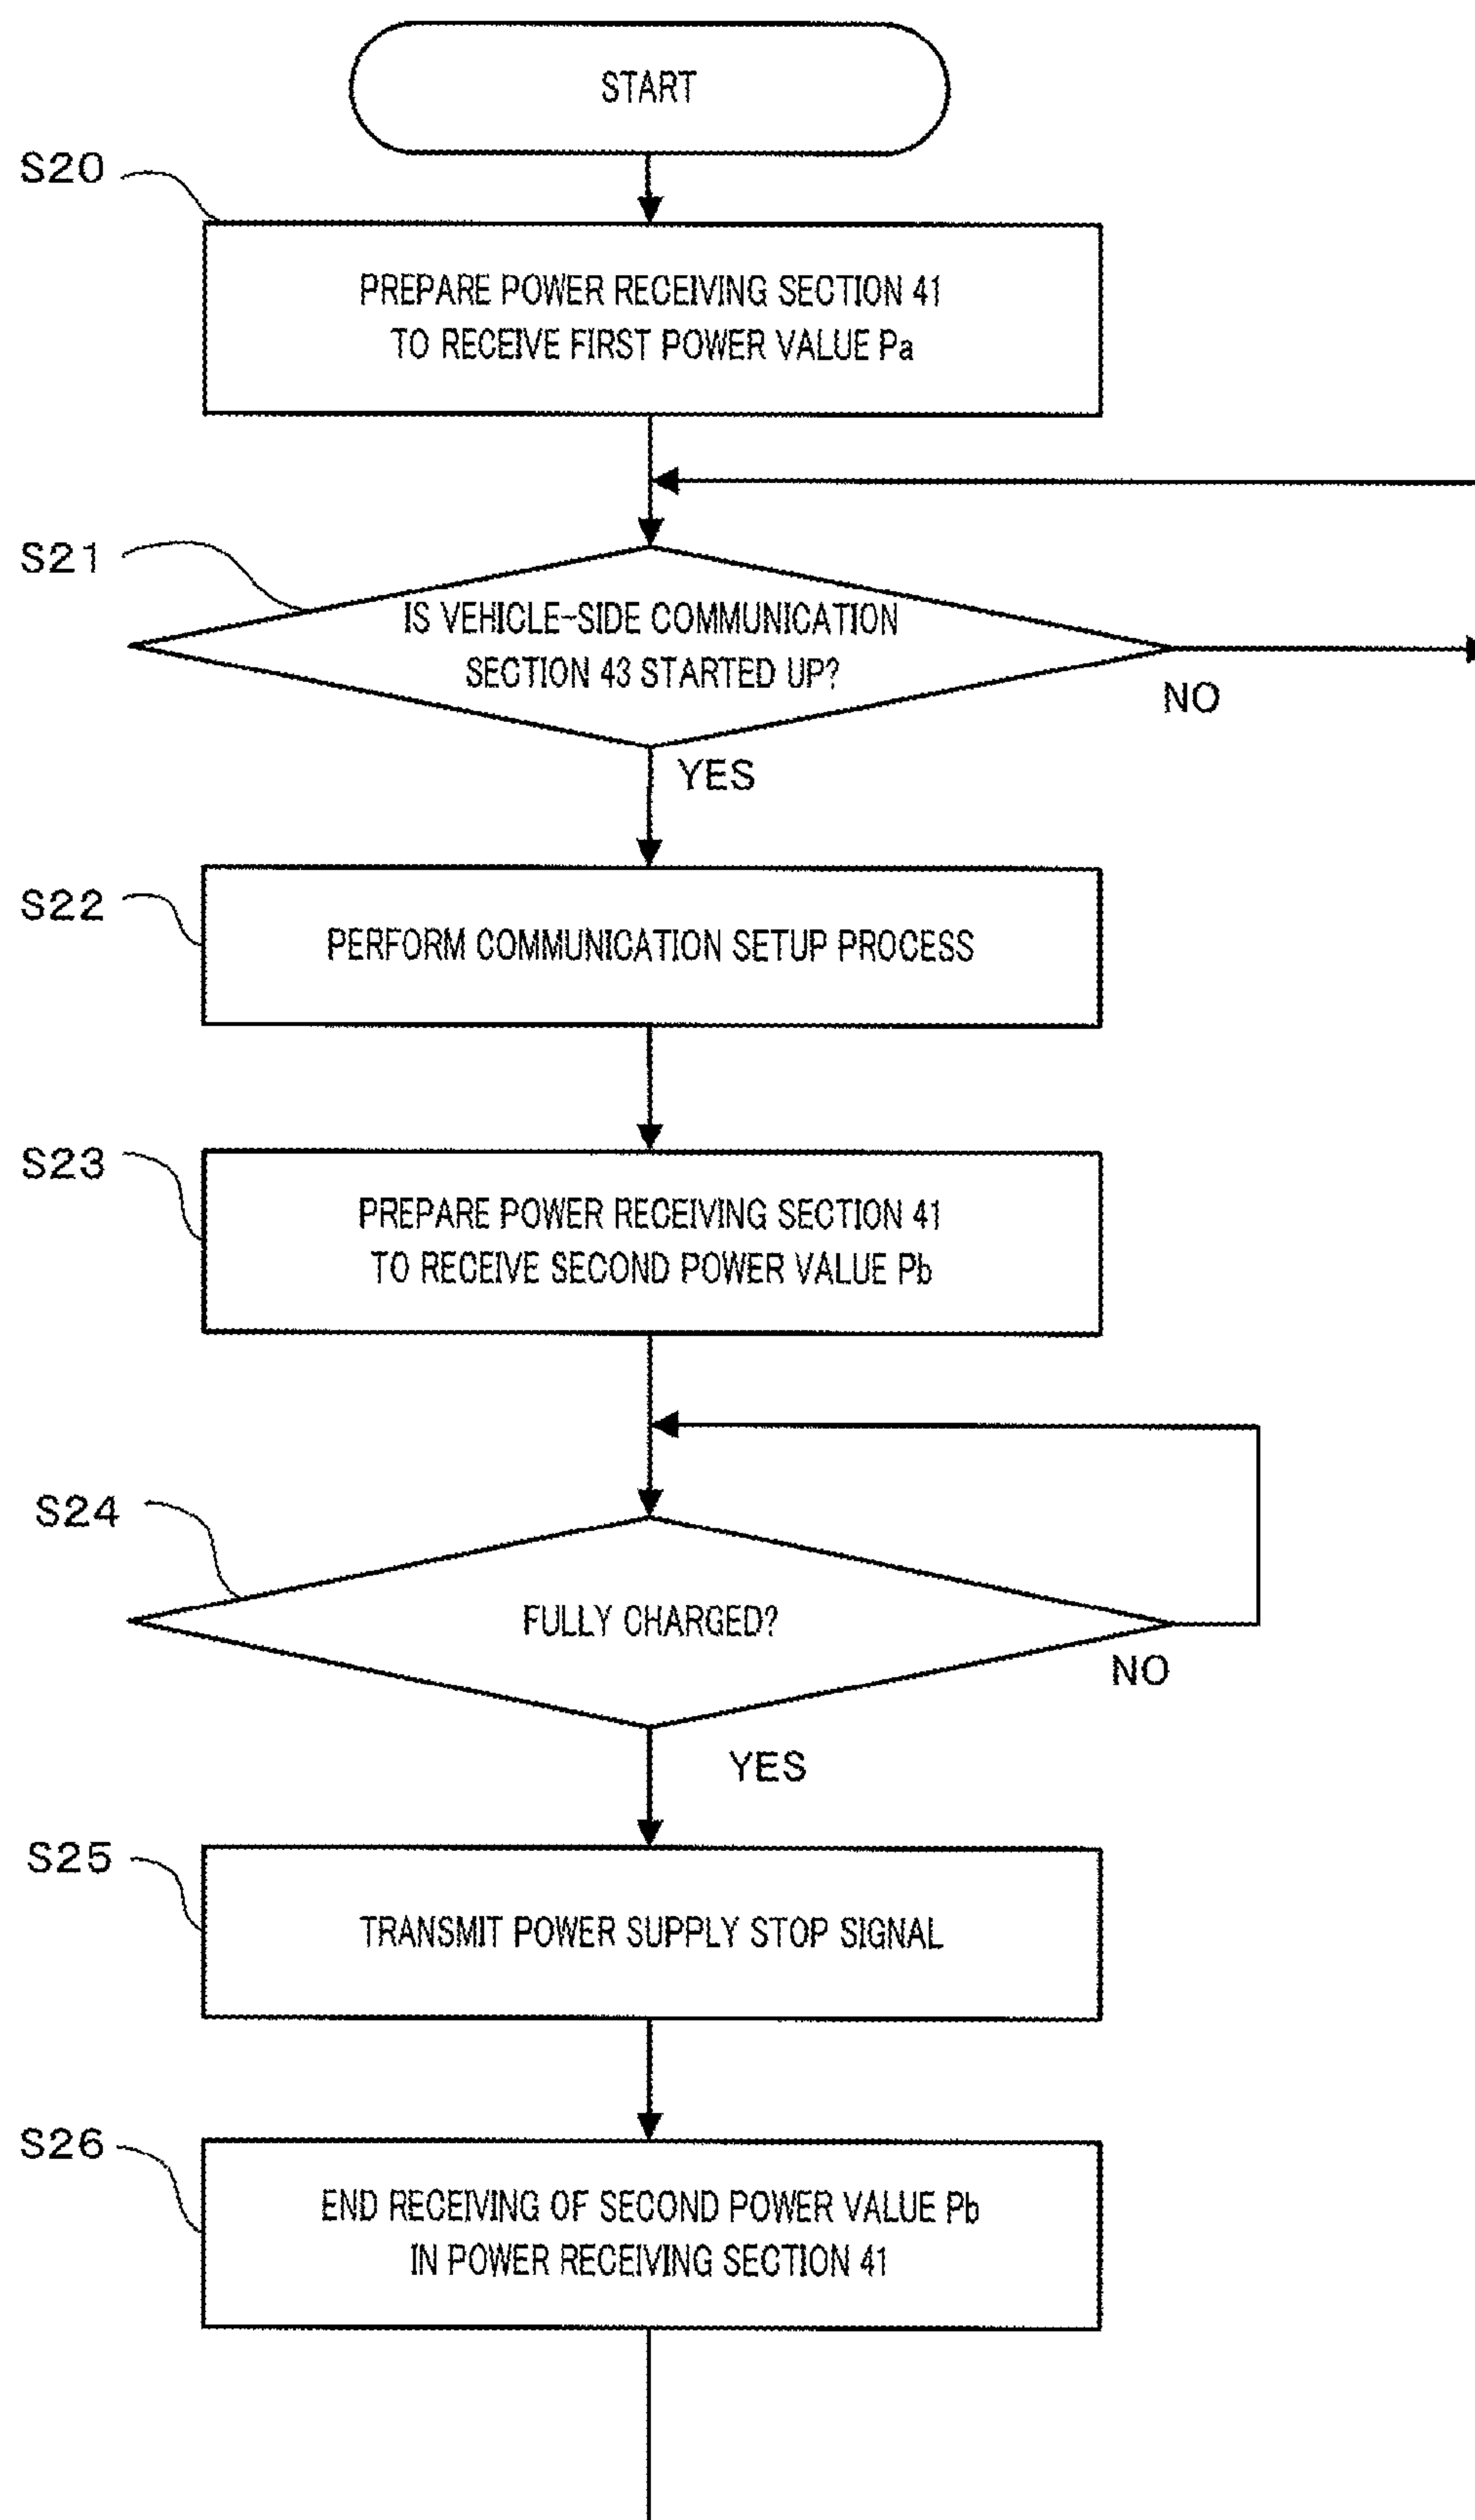 START
S20
PREPARE POWER RECEIVING SECTION 41
TO RECEIVE FIRST POWER VALUE Pa
S21
IS VEHICLE-SIDE COMMUNICATION
SECTION 43 STARTED UP?
NO
YES
S22
PERFORM COMMUNICATION SETUP PROCESS
S23
PREPARE POWER RECEIVING SECTION 41
TO RECEIVE SECOND POWER VALUE Pb
S24
FULLY CHARGED?
NO
YES
S25
TRANSMIT POWER SUPPLY STOP SIGNAL
S26
END RECEIVING OF SECOND POWER VALUE Pb
IN POWER RECEIVING SECTION 41